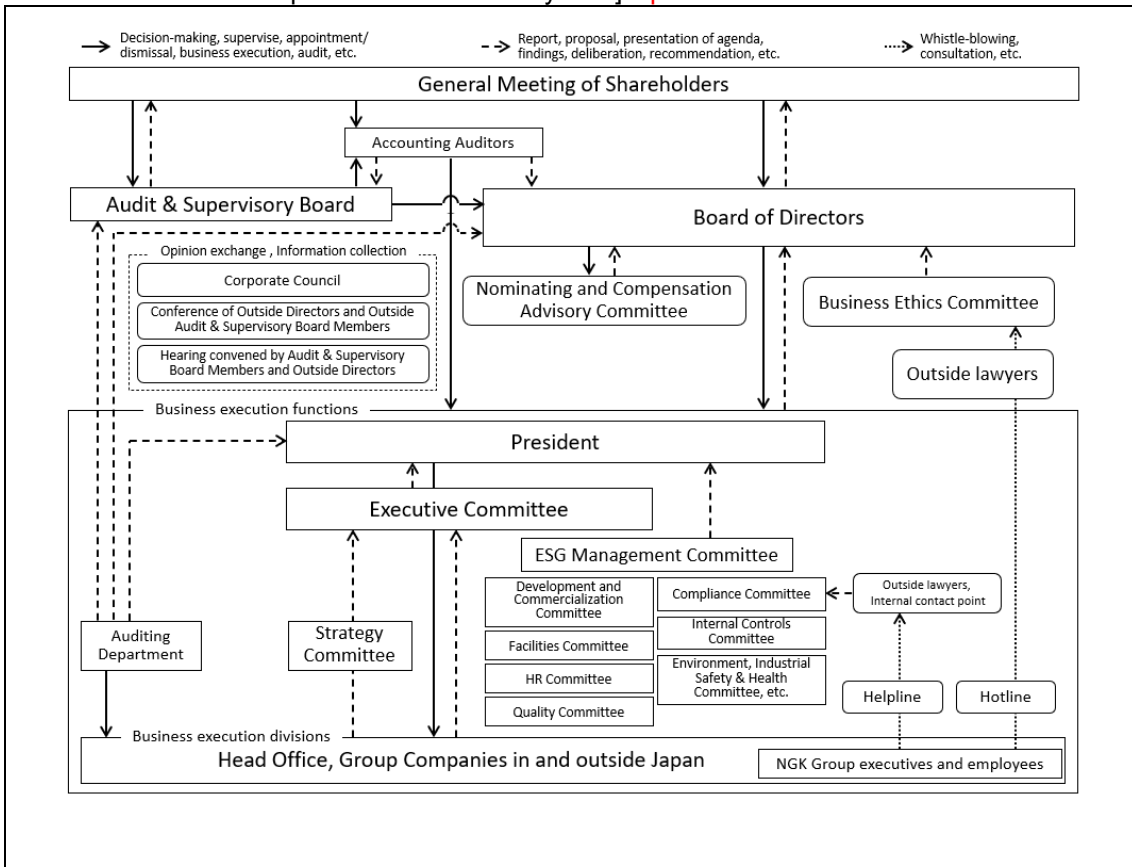 Decision-making, supervise, appointment/
dismissal, business execution, audit, etc.
Report, proposal, presentation of agenda,
findings, deliberation, recommendation, etc.
Whistle-blowing,
consultation, etc.
General Meeting of Shareholders
Accounting Auditors
Audit & Supervisory Board
Board of Directors
Opinion exchange , Information collection
Corporate Council
Conference of Outside Directors and Outside
Audit & Supervisory Board Members
Hearing convened by Audit & Supervisory
Board Members and Outside Directors
Nominating and Compensation
Advisory Committee
Business Ethics Committee
Outside lawyers
Business execution functions
President
Executive Committee
ESG Management Committee
Development and
Commercialization
Committee
Facilities Committee
HR Committee
Quality Committee
Compliance Committee
Internal Controls
Committee
Environment, Industrial
Safety & Health
Committee, etc.
Outside lawyers,
Internal contact point
Auditing
Department
Strategy
Committee
Helpline
Hotline
Business execution divisions
Head Office, Group Companies in and outside Japan
NGK Group executives and employees